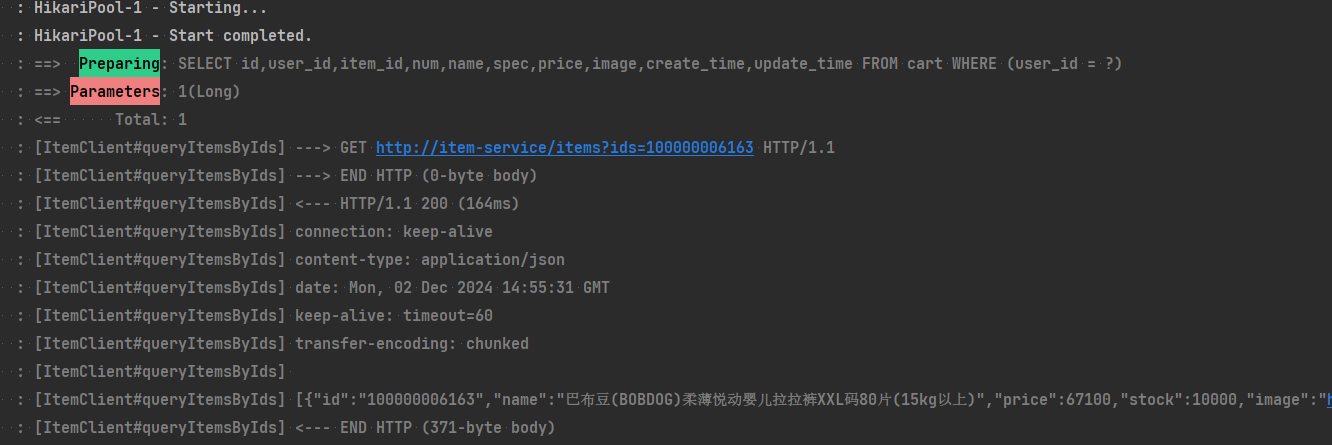 : HikariPool-1 - Starting...
: HikariPool-1 - Start completed.
: ==>  Preparing: SELECT id,user_id,item_id,num,name,spec,price,image,create_time,update_time FROM cart WHERE (user_id = ?)
: ==> Parameters: 1(Long)
: <==      Total: 1
: [ItemClient#queryItemsByIds] ---> GET http://item-service/items?ids=100000006163 HTTP/1.1
: [ItemClient#queryItemsByIds] ---> END HTTP (0-byte body)
: [ItemClient#queryItemsByIds] <--- HTTP/1.1 200 (164ms)
: [ItemClient#queryItemsByIds] connection: keep-alive
: [ItemClient#queryItemsByIds] content-type: application/json
: [ItemClient#queryItemsByIds] date: Mon, 02 Dec 2024 14:55:31 GMT
: [ItemClient#queryItemsByIds] keep-alive: timeout=60
: [ItemClient#queryItemsByIds] transfer-encoding: chunked
: [ItemClient#queryItemsByIds]
: [ItemClient#queryItemsByIds] [{"id":"100000006163","name":"巴布豆(BOBDOG)柔薄悦动婴儿拉拉裤XXL码80片(15kg以上)","price":67100,"stock":10000,"image":"h
: [ItemClient#queryItemsByIds] <--- END HTTP (371-byte body)